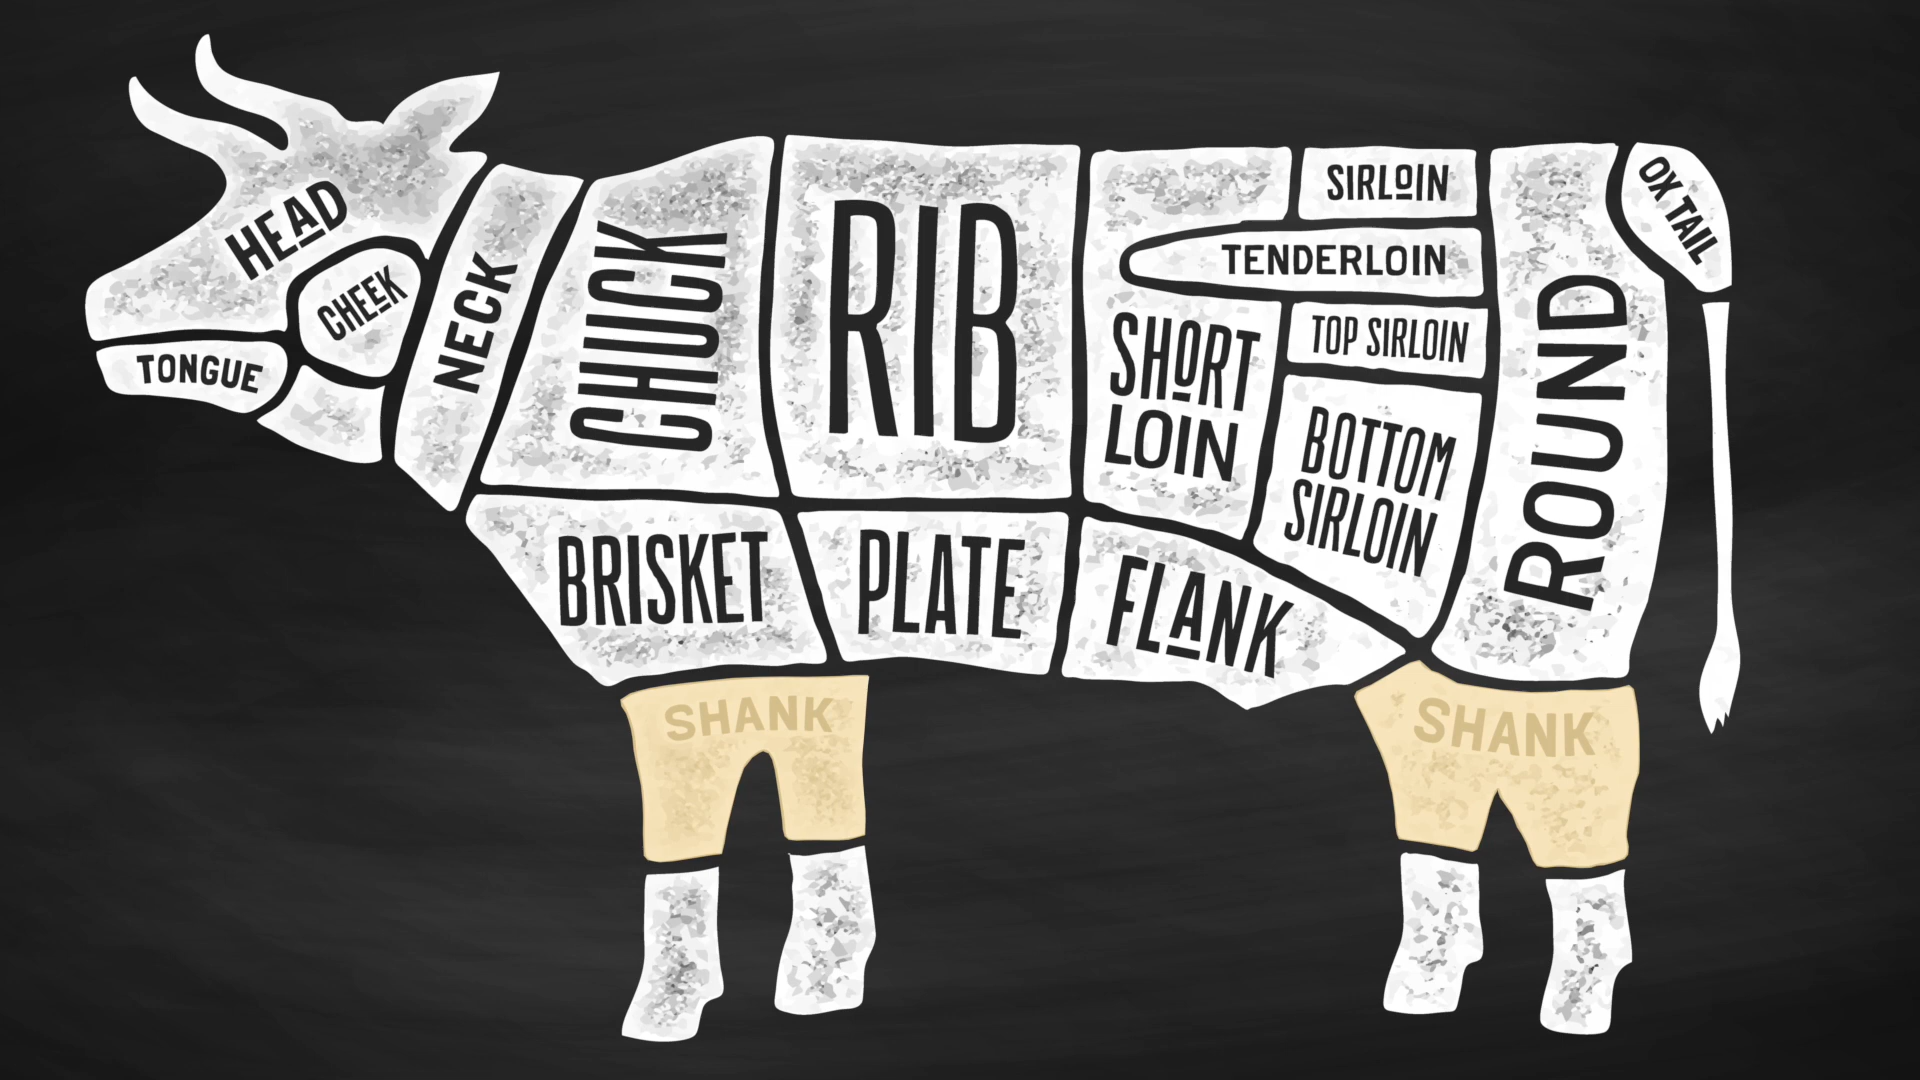 HEAD
CHEEK
TONGUE
NECK
CHUCK
RIB
SHORT
LOIN
SIRLOIN
TENDERLOIN
TOP SIRLOIN
BOTTOM
SIRLOIN
ROUND
OX TAIL
BRISKET
PLATE
FLANK
SHANK
SHANK